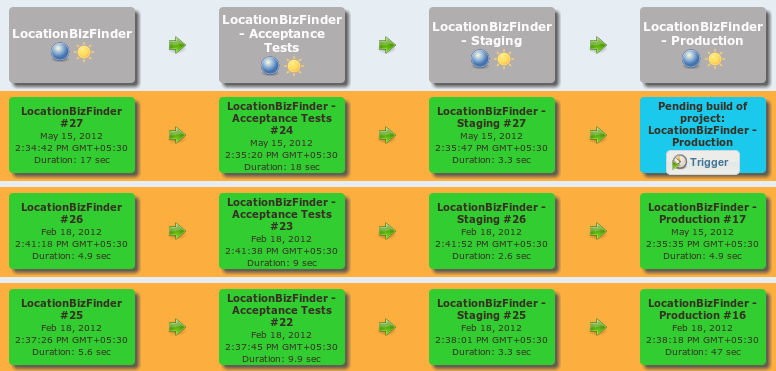 LocationBizFinder
LocationBizFinder
- Acceptance
Tests
LocationBizFinder
- Staging
LocationBizFinder
- Production
LocationBizFinder
#27
May 15, 2012
2:34:42 PM GMT+05:30
Duration: 17 sec
LocationBizFinder -
Acceptance Tests
#24
May 15, 2012
2:35:20 PM GMT+05:30
Duration: 18 sec
LocationBizFinder -
Staging #27
May 15, 2012
2:35:47 PM GMT+05:30
Duration: 3.3 sec
Pending build of
project:
LocationBizFinder -
Production
Trigger
LocationBizFinder
#26
Feb 18, 2012
2:41:18 PM GMT+05:30
Duration: 4.9 sec
LocationBizFinder -
Acceptance Tests
#23
Feb 18, 2012
2:41:38 PM GMT+05:30
Duration: 9 sec
LocationBizFinder -
Staging #26
Feb 18, 2012
2:41:52 PM GMT+05:30
Duration: 2.6 sec
LocationBizFinder -
Production #17
May 15, 2012
2:35:35 PM GMT+05:30
Duration: 4.9 sec
LocationBizFinder
#25
Feb 18, 2012
2:37:26 PM GMT+05:30
Duration: 5.6 sec
LocationBizFinder -
Acceptance Tests
#22
Feb 18, 2012
2:37:45 PM GMT+05:30
Duration: 9.9 sec
LocationBizFinder -
Staging #25
Feb 18, 2012
2:38:01 PM GMT+05:30
Duration: 3.3 sec
LocationBizFinder -
Production #16
Feb 18, 2012
2:38:18 PM GMT+05:30
Duration: 47 sec